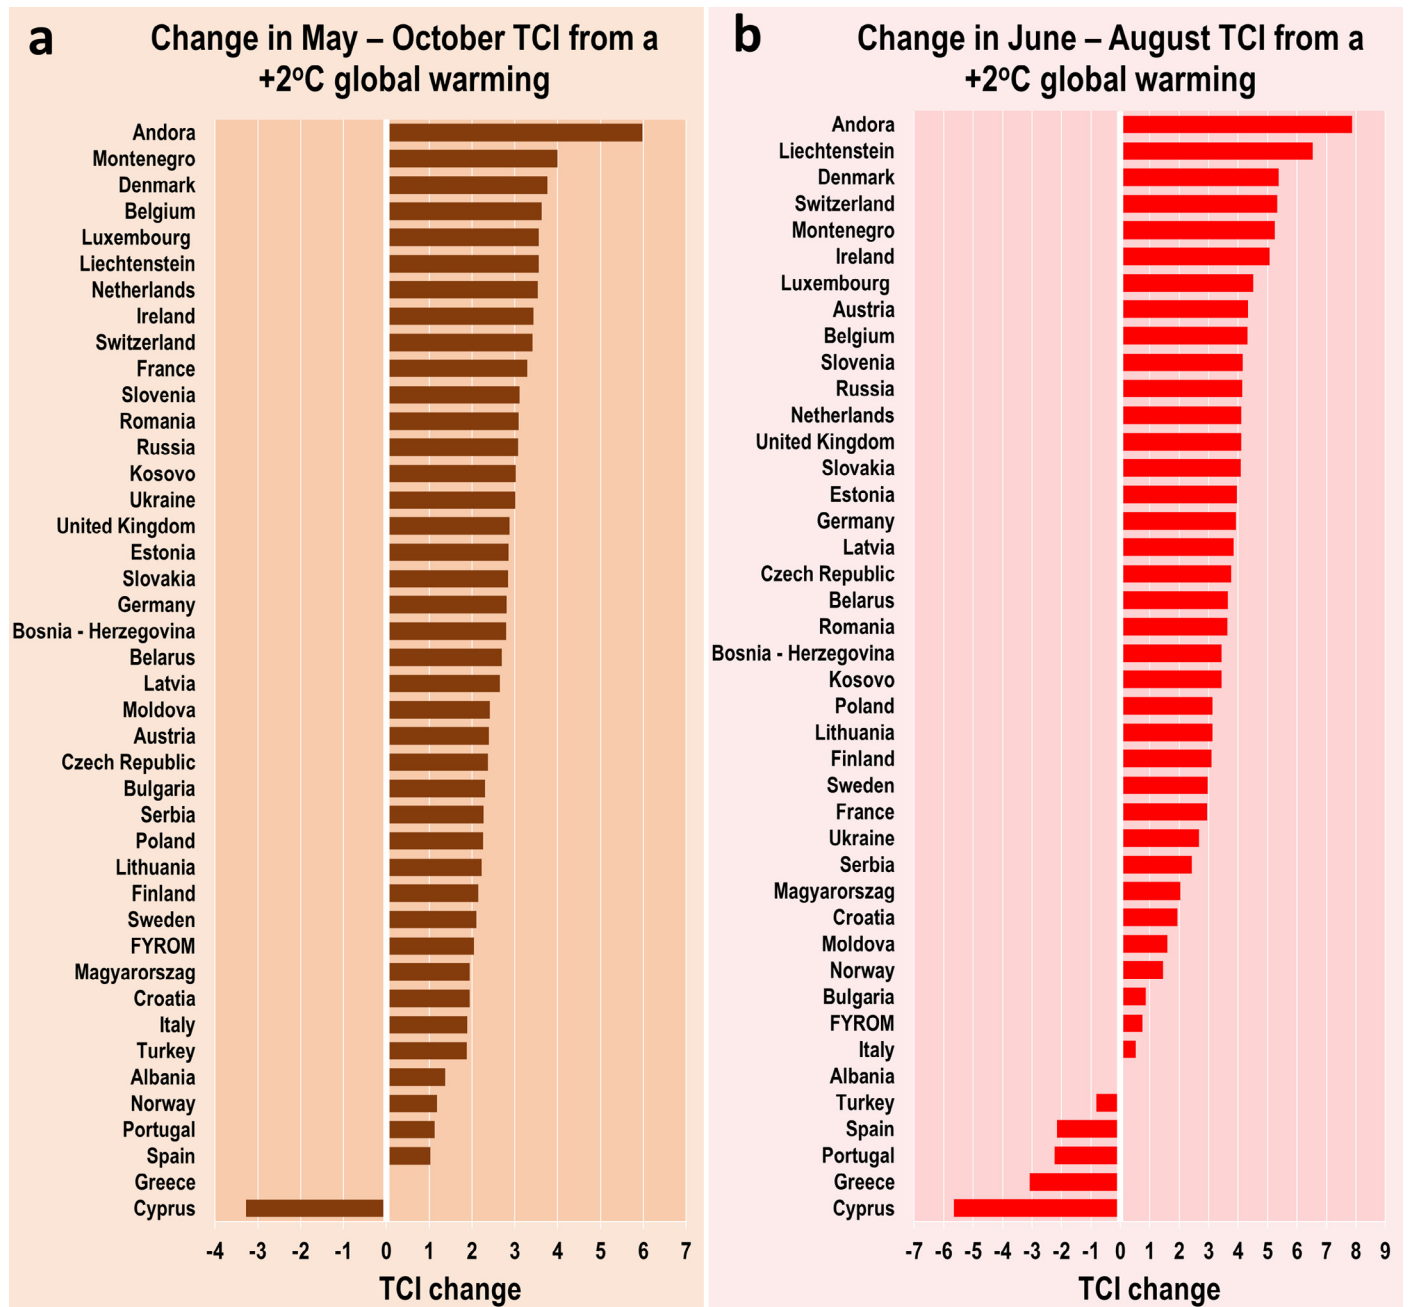 a
Change in May – October TCI from a
+2ºC global warming
Andora
Montenegro
Denmark
Belgium
Luxembourg
Liechtenstein
Netherlands
Ireland
Switzerland
France
Slovenia
Romania
Russia
Kosovo
Ukraine
United Kingdom
Estonia
Slovakia
Germany
Bosnia - Herzegovina
Belarus
Latvia
Moldova
Austria
Czech Republic
Bulgaria
Serbia
Poland
Lithuania
Finland
Sweden
FYROM
Magyarorszag
Croatia
Italy
Turkey
Albania
Norway
Portugal
Spain
Greece
Cyprus
-4 -3 -2 -1 0 1 2 3 4 5 6 7
TCI change
b
Change in June – August TCI from a
+2ºC global warming
Andora
Liechtenstein
Denmark
Switzerland
Montenegro
Ireland
Luxembourg
Austria
Belgium
Slovenia
Russia
Netherlands
United Kingdom
Slovakia
Estonia
Germany
Latvia
Czech Republic
Belarus
Romania
Bosnia - Herzegovina
Kosovo
Poland
Lithuania
Finland
Sweden
France
Ukraine
Serbia
Magyarorszag
Croatia
Moldova
Norway
Bulgaria
FYROM
Italy
Albania
Turkey
Spain
Portugal
Greece
Cyprus
-7 -6 -5 -4 -3 -2 -1 0 1 2 3 4 5 6 7 8 9
TCI change